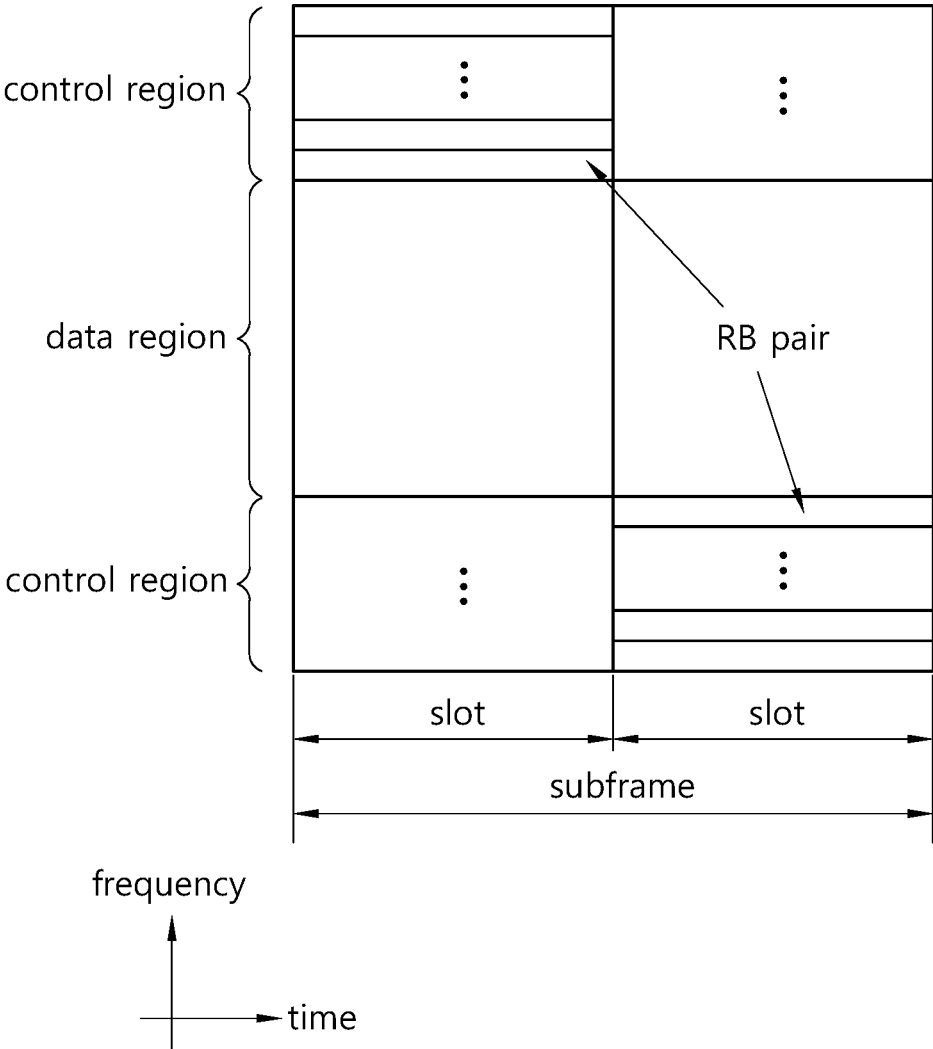 control region
data region
RB pair
control region
slot
slot
subframe
frequency
time